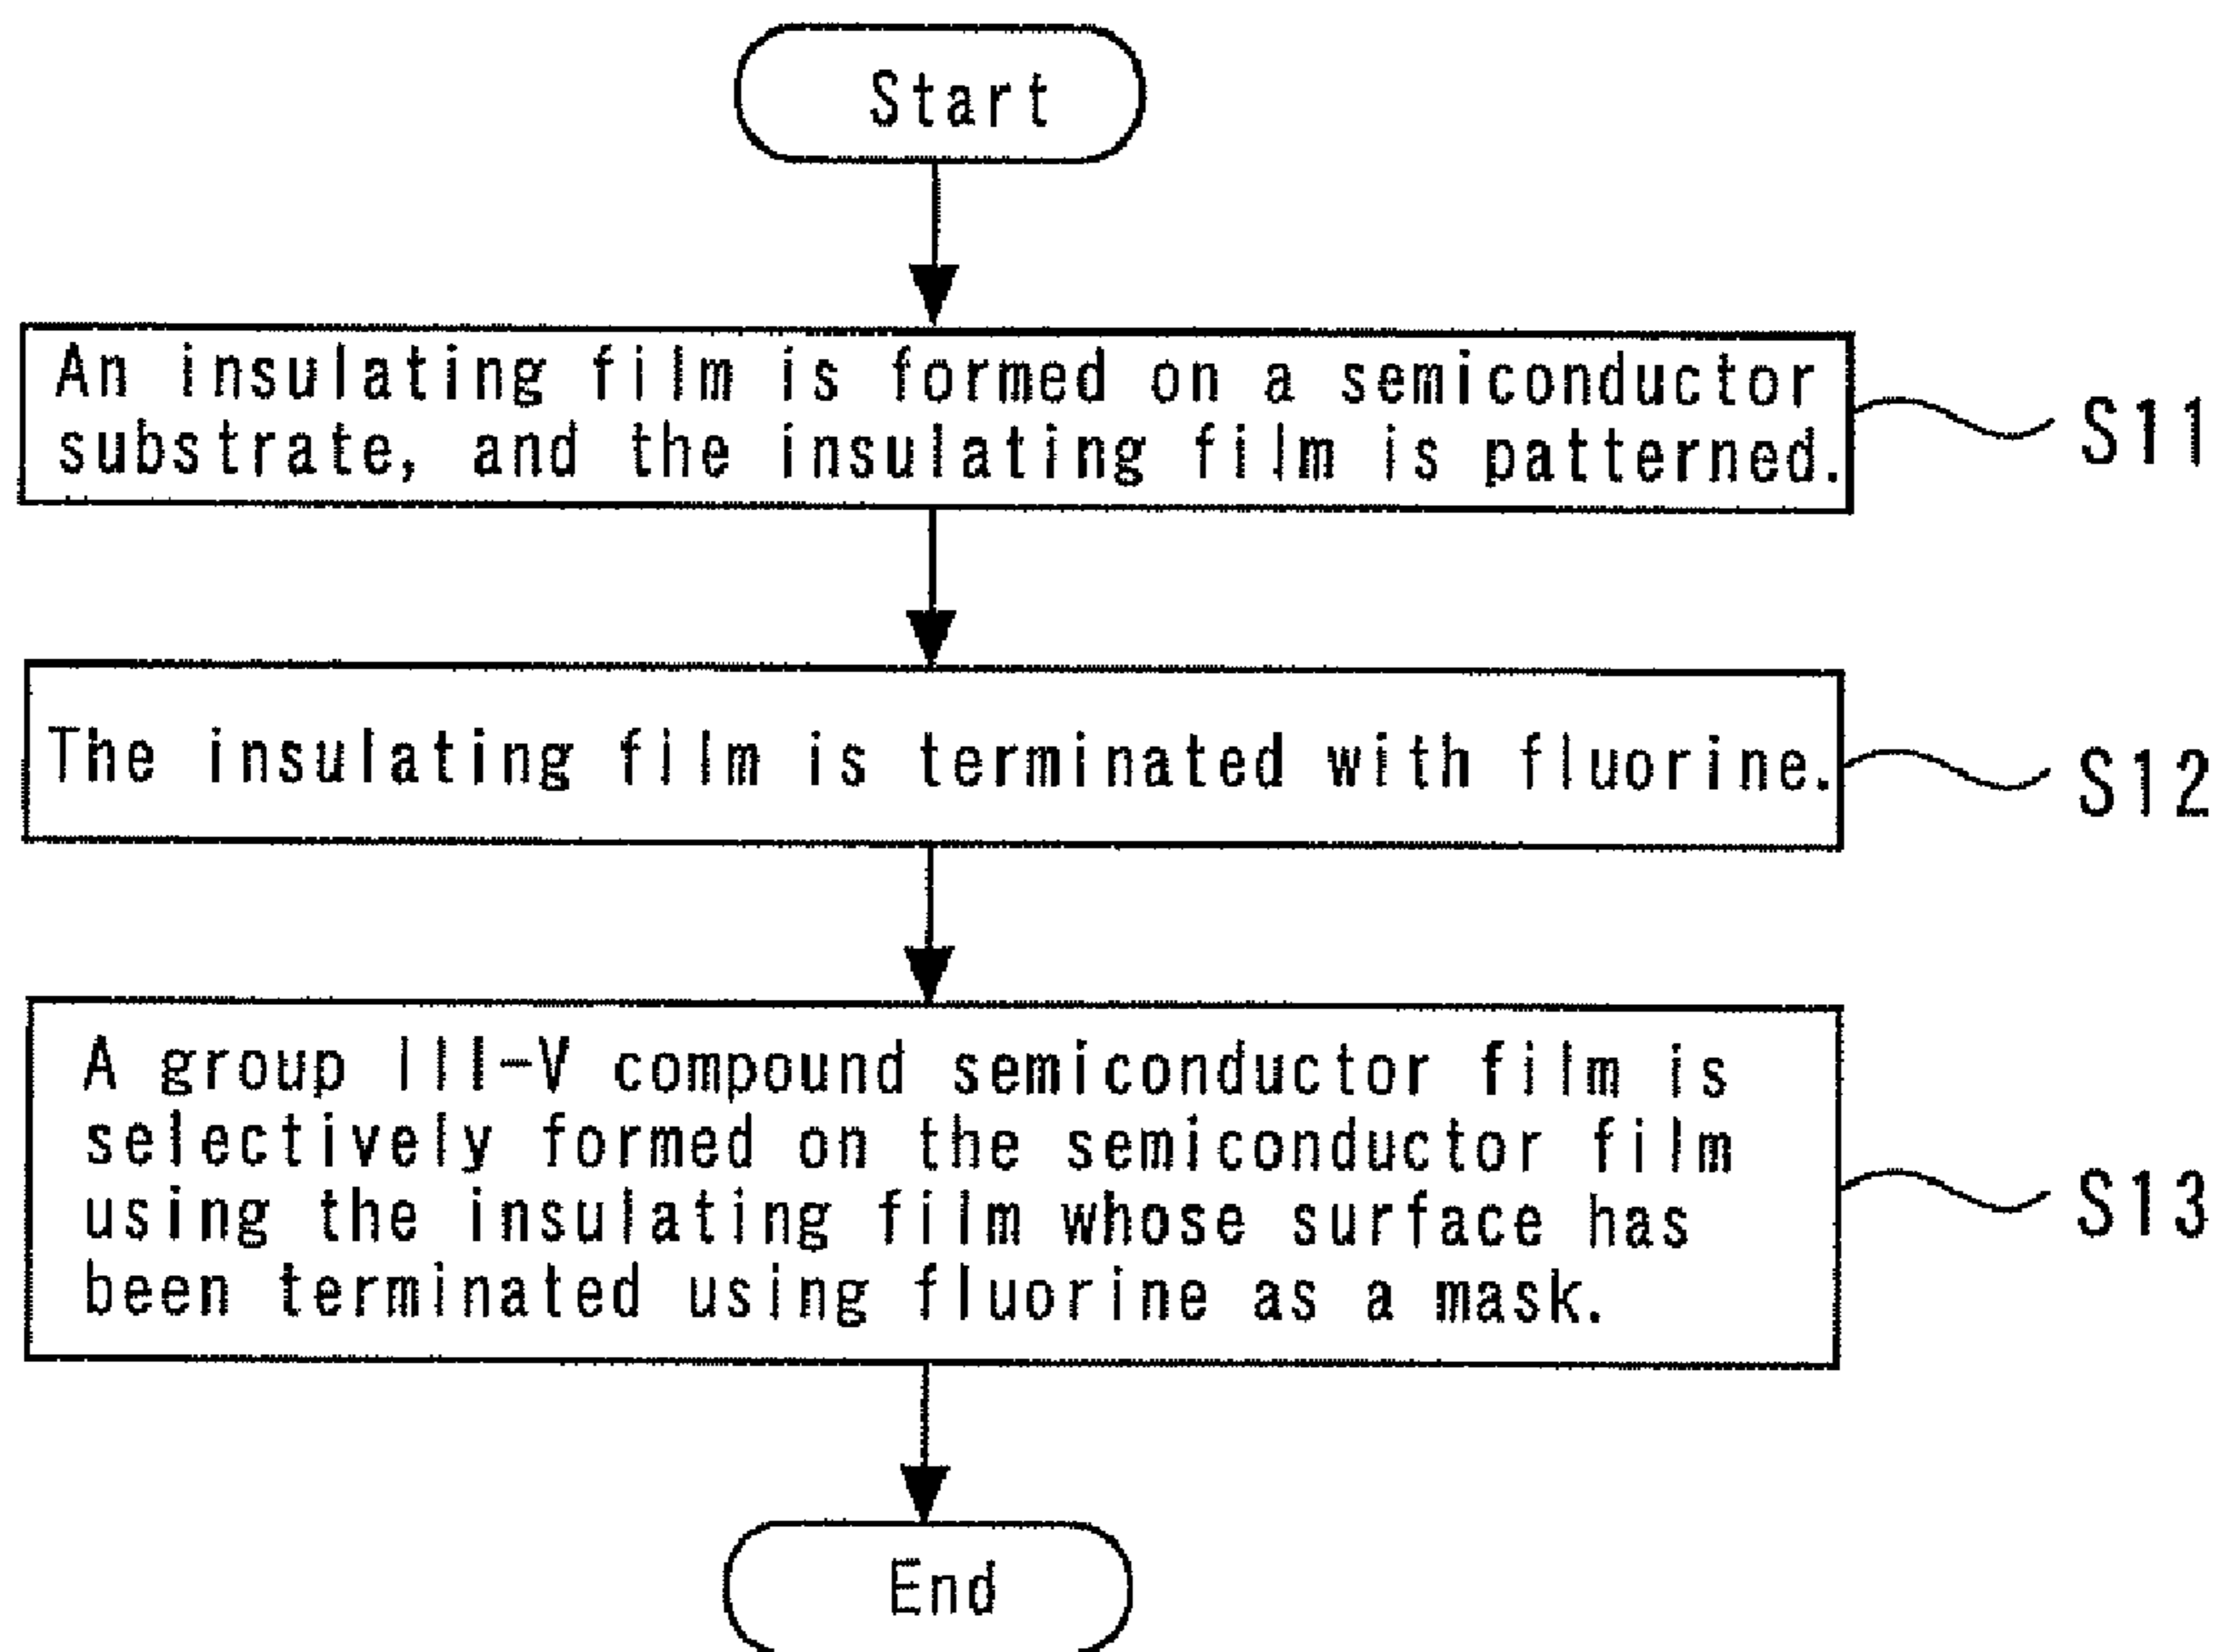 Start
An insulating film is formed on a semiconductor
substrate, and the insulating film is patterned.
S11
The insulating film is terminated with fluorine.
S12
A group III-V compound semiconductor film is
selectively formed on the semiconductor film
using the insulating film whose surface has
been terminated using fluorine as a mask.
S13
End